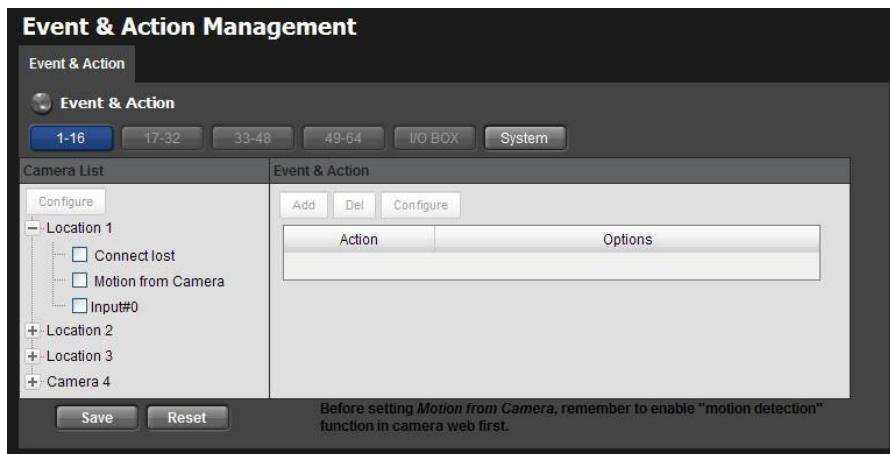 Event & Action Management
Event & Action
Event & Action
1-16 17-32 33-48 49-64 I/O BOX System
Camera List
Configure
Location 1
Connect lost
Motion from Camera
Input#0
Location 2
Location 3
Camera 4
Event & Action
Add Del Configure
Action Options
Save Reset
Before setting Motion from Camera, remember to enable "motion detection"
function in camera web first.